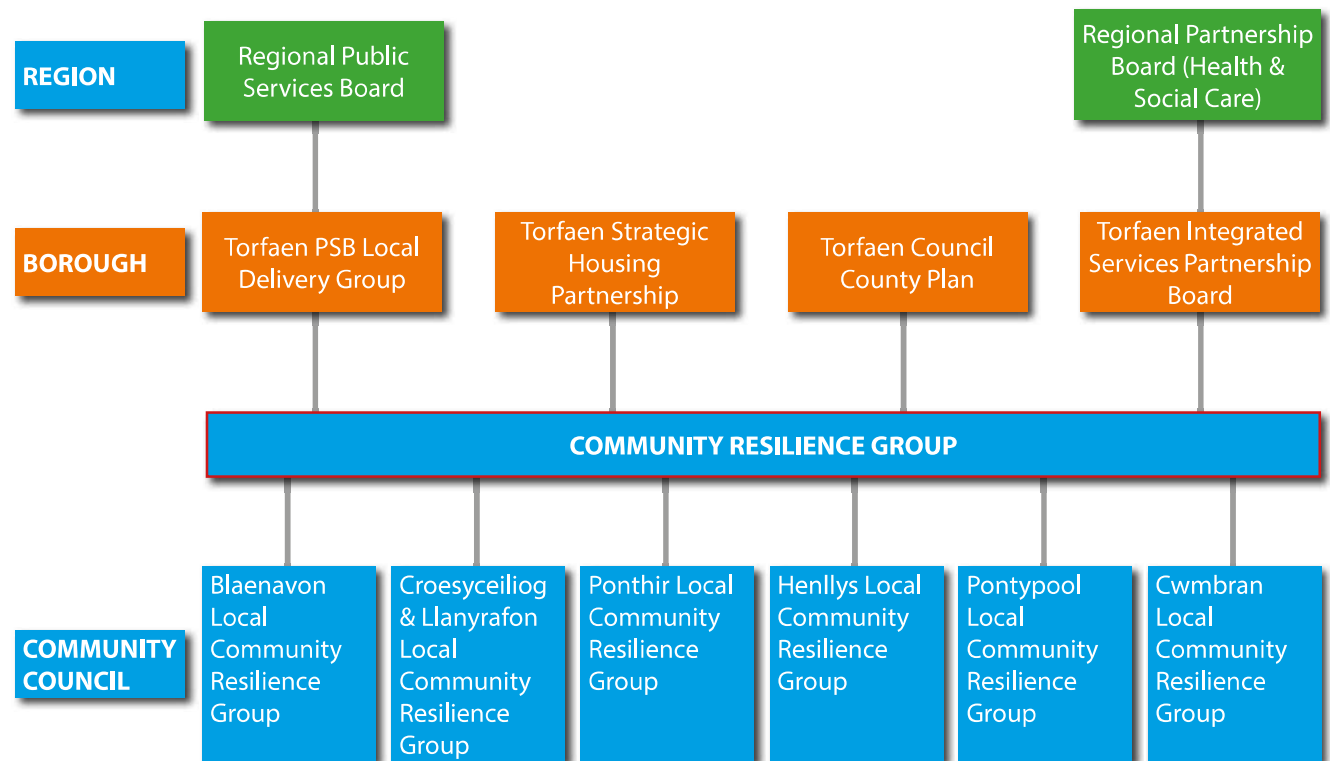 REGION
Regional Public
Services Board
Regional Partnership
Board (Health &
Social Care)
BOROUGH
Torfaen PSB Local
Delivery Group
Torfaen Strategic
Housing
Partnership
Torfaen Council
County Plan
Torfaen Integrated
Services Partnership
Board
COMMUNITY RESILIENCE GROUP
COMMUNITY
COUNCIL
Blaenavon
Local
Community
Resilience
Group
Croesyceiliog
& Llanyrafon
Local
Community
Resilience
Group
Ponthir Local
Community
Resilience
Group
Henllys Local
Community
Resilience
Group
Pontypool
Local
Community
Resilience
Group
Cwmbran
Local
Community
Resilience
Group